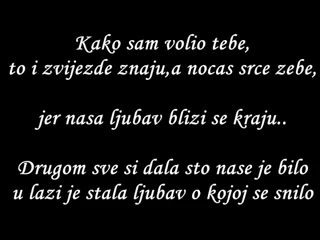 Kako sam volio tebe,
to i zvijezde znaju,a nocas srce zebe,
jer nasa ljubav blizi se kraju..
Drugom sve si dala sto nase je bilo
u lazi je stala ljubav o kojoj se snilo